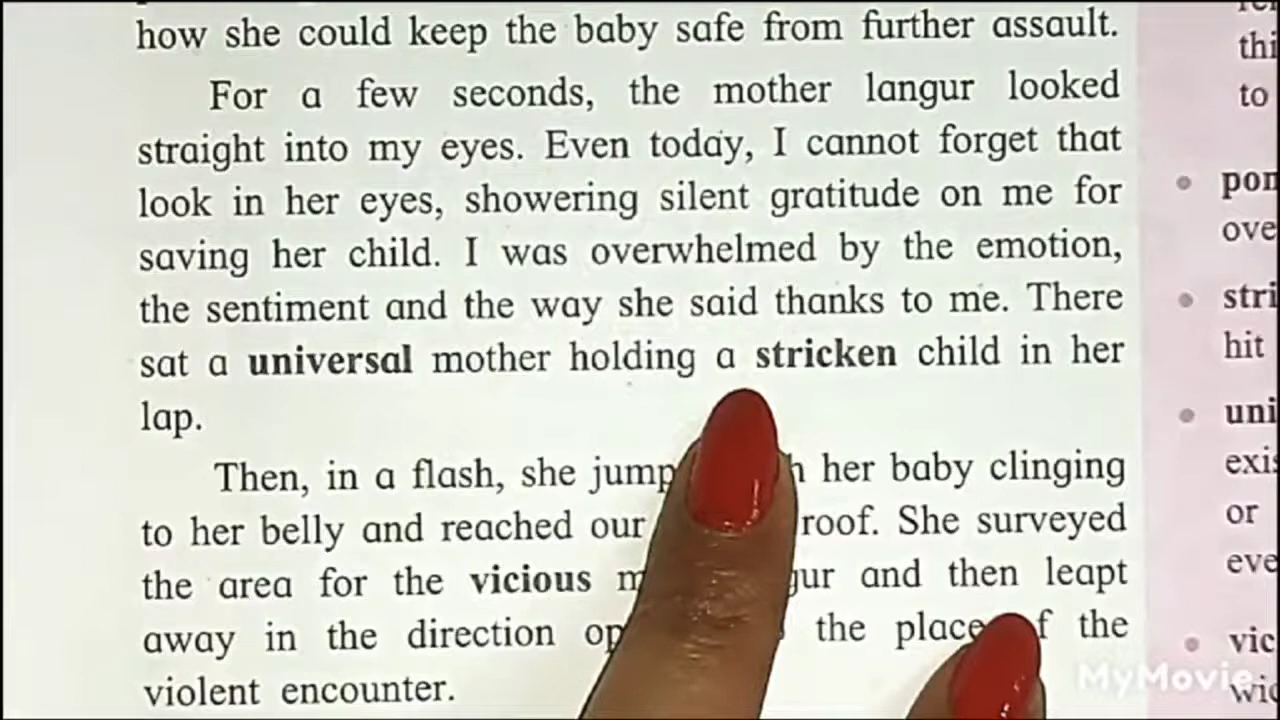 how she could keep the baby safe from further assault.
For a few seconds, the mother langur looked
straight into my eyes. Even today, I cannot forget that
look in her eyes, showering silent gratitude on me for
saving her child. I was overwhelmed by the emotion,
the sentiment and the way she said thanks to me. There
sat a universal mother holding a stricken child in her
lap.
Then, in a flash, she jump her baby clinging
to her belly and reached our roof. She surveyed
the area for the vicious and then leapt
away in the direction the place of the
violent encounter.
thi
to
pon
ove
stri
hit
uni
exis
or
eve
vic
wic
MyMovie